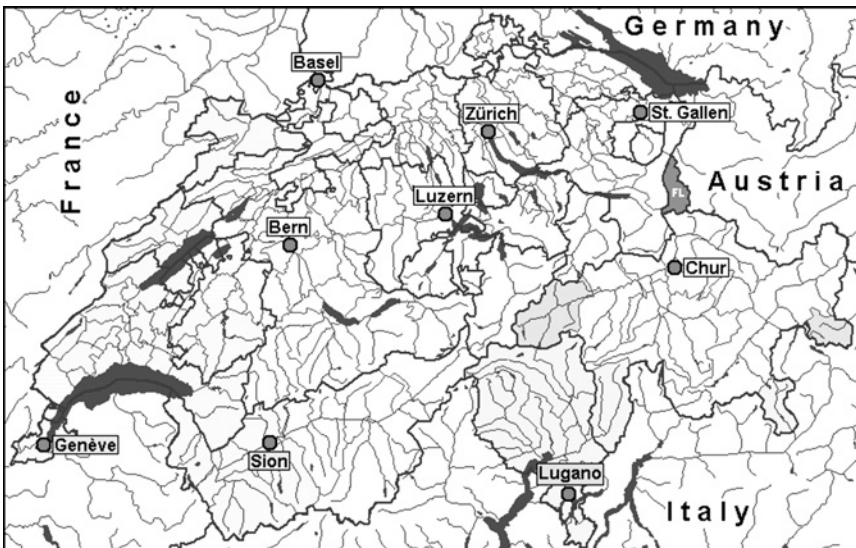 Germany
Basel
France
Zürich
St. Gallen
Austria
FL
Luzern
Bern
Chur
Genève
Sion
Lugano
Italy